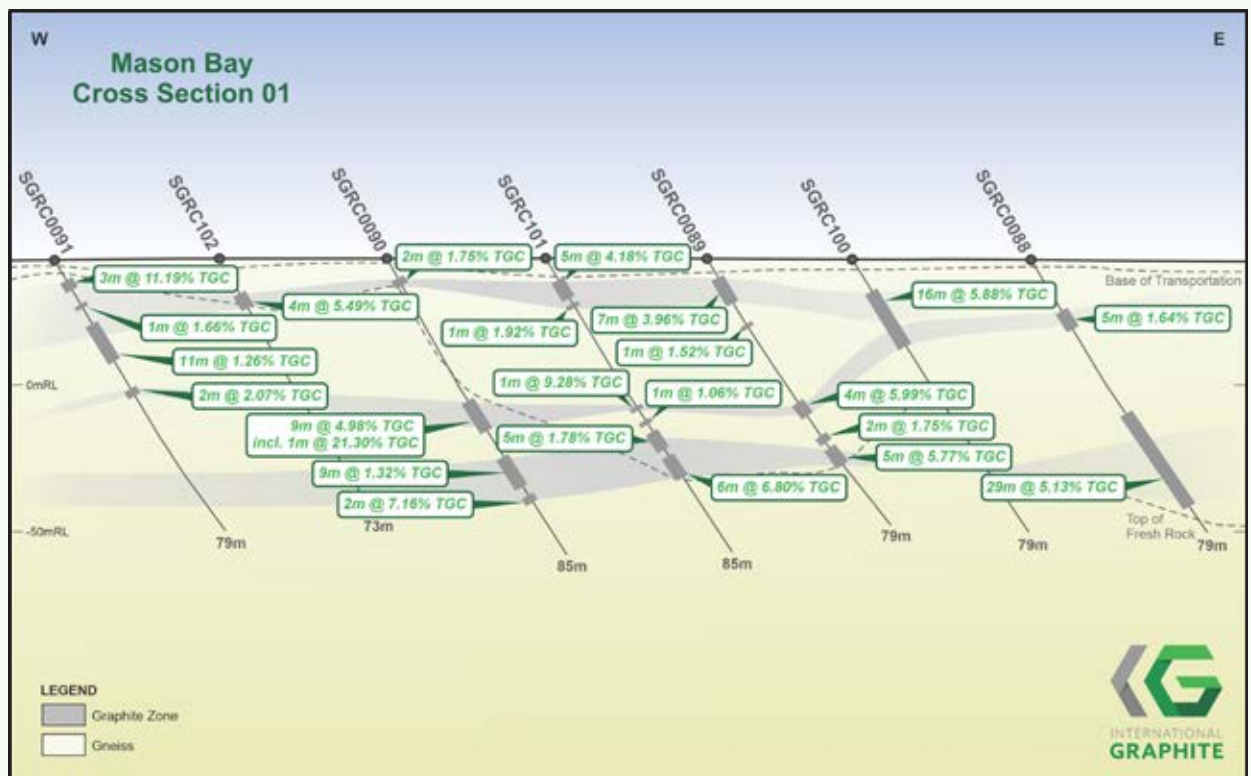 W
E
Mason Bay
Cross Section 01
SGRC0091
SGRC102
SGRC0090
SGRC101
SGRC0089
SGRC100
SGRC0088
2m @ 1.75% TGC
5m @ 4.18% TGC
3m @ 11.19% TGC
Base of Transportation
16m @ 5.88% TGC
4m @ 5.49% TGC
7m @ 3.96% TGC
5m @ 1.64% TGC
1m @ 1.66% TGC
1m @ 1.92% TGC
1m @ 1.52% TGC
11m @ 1.26% TGC
0mRL
1m @ 9.28% TGC
2m @ 2.07% TGC
1m @ 1.06% TGC
4m @ 5.99% TGC
9m @ 4.98% TGC
incl. 1m @ 21.30% TGC
2m @ 1.75% TGC
5m @ 1.78% TGC
5m @ 5.77% TGC
9m @ 1.32% TGC
6m @ 6.80% TGC
29m @ 5.13% TGC
2m @ 7.16% TGC
-50mRL
Top of
Fresh Rock
79m
73m
85m
85m
79m
79m
79m
LEGEND
Graphite Zone
Gneiss
INTERNATIONAL
GRAPHITE